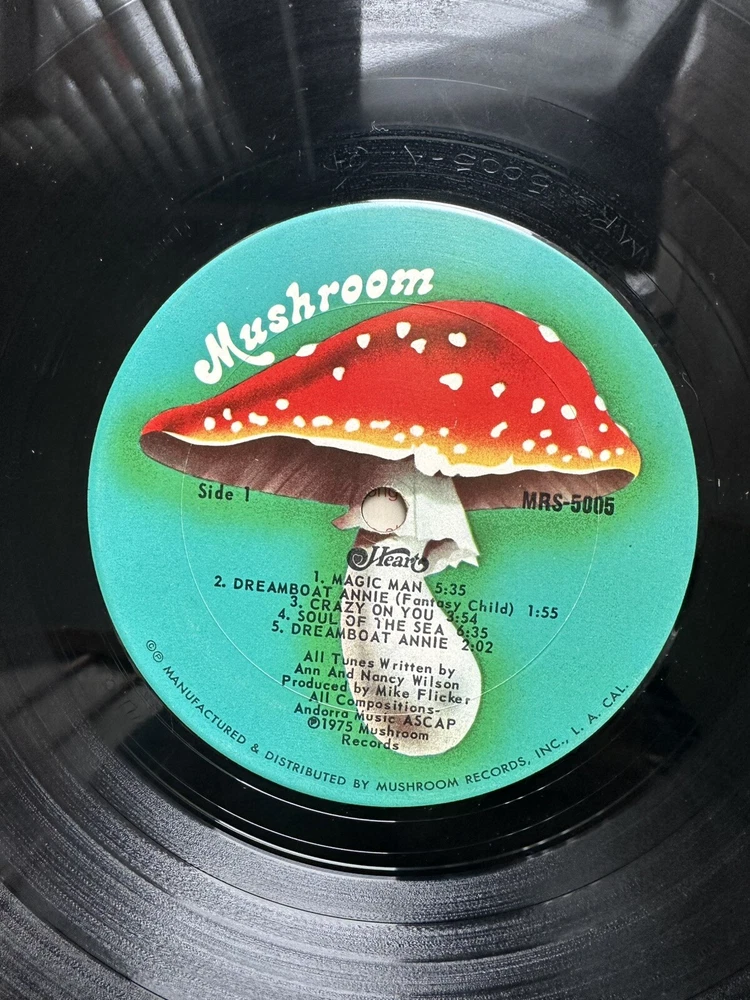 MRS-5005-A
Mushroom
Side 1
MRS-5005
Heart
1. MAGIC MAN 5:35
2. DREAMBOAT ANNIE (Fantasy Child) 1:55
3. CRAZY ON YOU 3:54
4. SOUL OF THE SEA 6:35
5. DREAMBOAT ANNIE 2:02
All Tunes Written by
Ann And Nancy Wilson
Produced by Mike Flicker
All Compositions-
Andorra Music ASCAP
℗1975 Mushroom
Records
©℗ MANUFACTURED & DISTRIBUTED BY MUSHROOM RECORDS, INC., L. A. CAL.